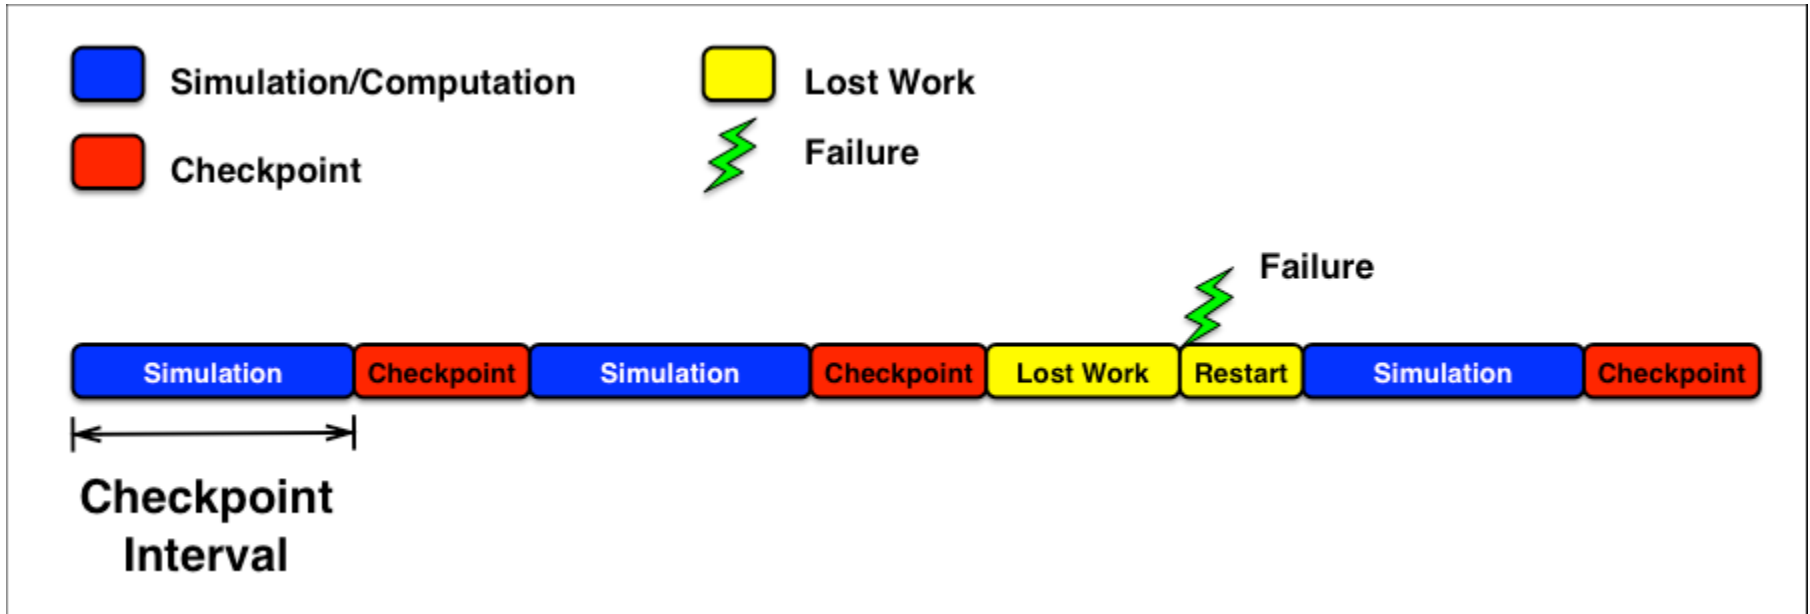 Simulation/Computation
Lost Work
Checkpoint
Failure
Failure
Simulation Checkpoint Simulation Checkpoint Lost Work Restart Simulation Checkpoint
Checkpoint
Interval